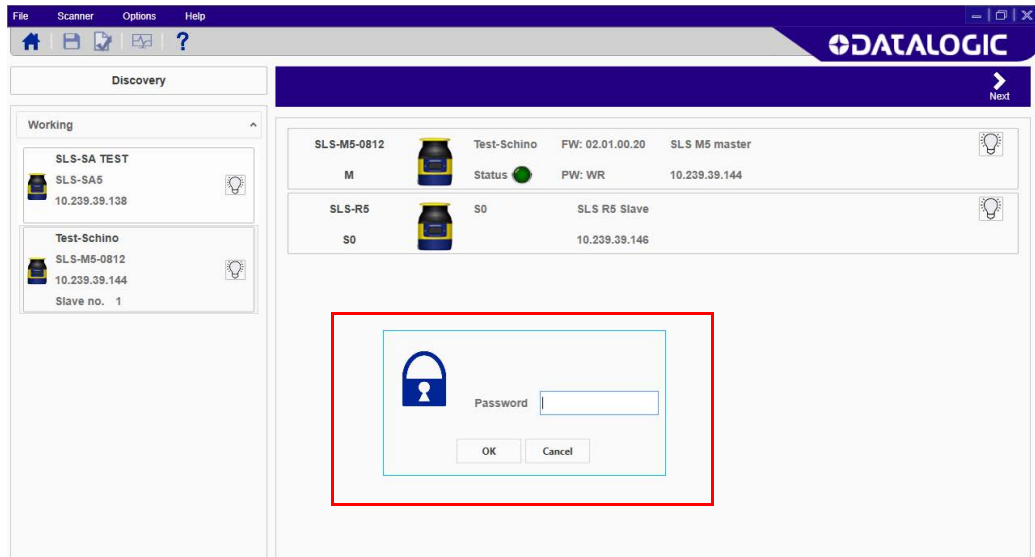 File Scanner Options Help
DATALOGIC
Discovery
Next
Working
SLS-SA TEST
SLS-SA5
10.239.39.138
Test-Schino
SLS-M5-0812
10.239.39.144
Slave no. 1
SLS-M5-0812 Test-Schino FW: 02.01.00.20 SLS M5 master
M Status PW: WR 10.239.39.144
SLS-R5 S0 SLS R5 Slave
S0 10.239.39.146
Password
OK Cancel